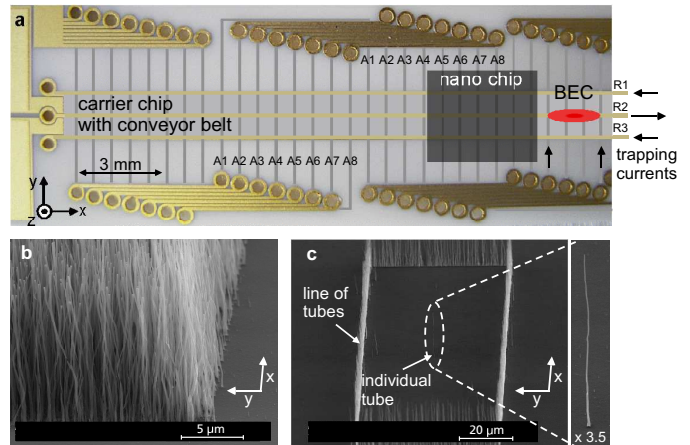 a
A1 A2 A3 A4 A5 A6 A7 A8
nano chip
BEC
R1
R2
R3
carrier chip
with conveyor belt
trapping
currents
3 mm
A1 A2 A3 A4 A5 A6 A7 A8
y
z
x
b
x
y
5 µm
c
line of
tubes
individual
tube
x
y
20 µm
x 3.5